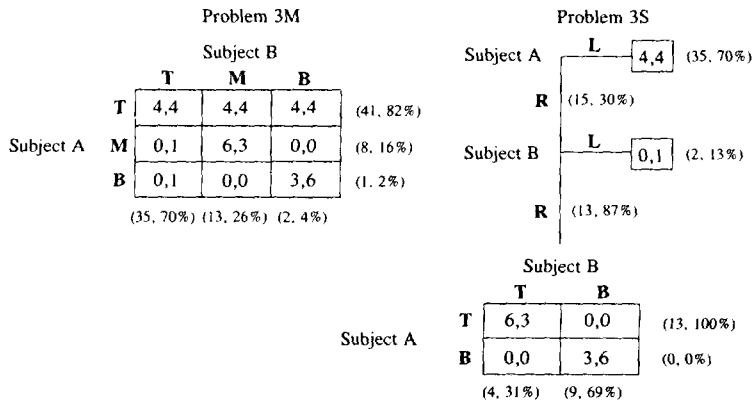 Problem 3M
Subject B
T M B
T 4,4 4,4 4,4 (41, 82%)
Subject A M 0,1 6,3 0,0 (8, 16%)
B 0,1 0,0 3,6 (1, 2%)
(35, 70%) (13, 26%) (2, 4%)
Problem 3S
Subject A L 4,4 (35, 70%)
R (15, 30%)
Subject B L 0,1 (2, 13%)
R (13, 87%)
Subject B
T B
T 6,3 0,0 (13, 100%)
Subject A
B 0,0 3,6 (0, 0%)
(4, 31%) (9, 69%)